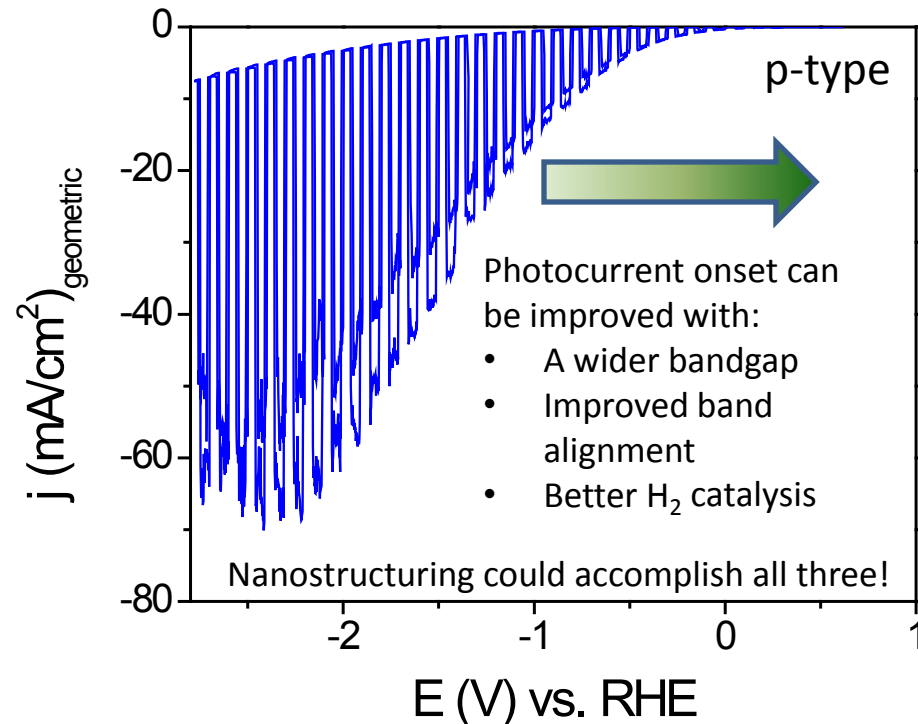 0
p-type
-20
Photocurrent onset can
be improved with:
• A wider bandgap
• Improved band
alignment
• Better H₂ catalysis
-40
-60
Nanostructuring could accomplish all three!
-80
-2 -1 0 1
j (mA/cm²)geometric
E (V) vs. RHE